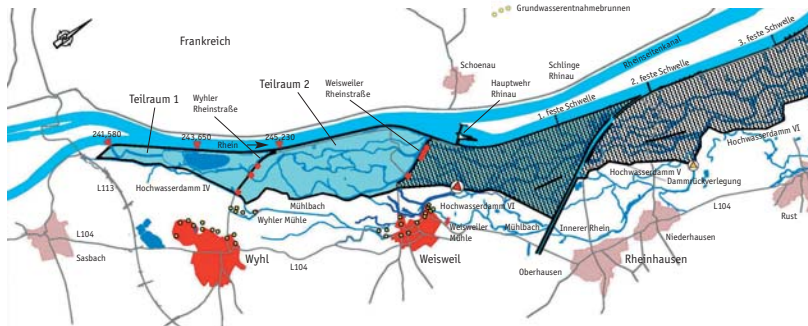 Grundwasserentnahmebrunnen
Frankreich
Schoenau
Rheinseitenkanal
3. feste Schwelle
Teilraum 1
Wyhler
Rheinstraße
Teilraum 2
Weisweiler
Rheinstraße
Hauptwehr
Rhinau
Schlinge
Rhinau
2. feste Schwelle
1. feste Schwelle
241,580
243,650
245,230
Rhein
L113
Hochwasserdamm IV
Mühlbach
Hochwasserdamm VI
Hochwasserdamm V
Hochwasserdamm VI
Dammrückverlegung
Wyhler Mühle
Weisweiler
Mühle
Mühlbach
Innerer Rhein
L104
Rust
L104
Sasbach
Wyhl
L104
Weisweil
Oberhausen
Rheinhausen
Niederhausen